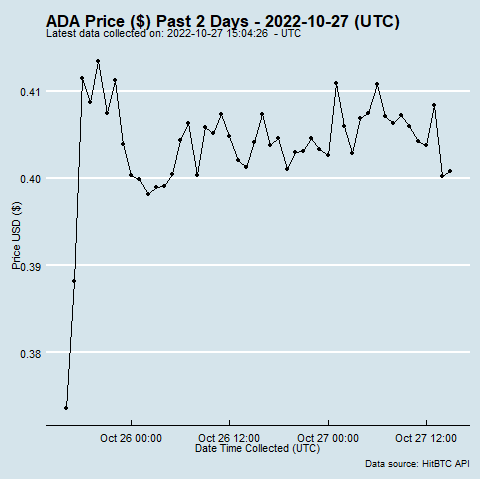 ADA Price ($) Past 2 Days - 2022-10-27 (UTC)
Latest data collected on: 2022-10-27 15:04:26 - UTC
0.41
0.40
0.39
0.38
Price USD ($)
Oct 26 00:00 Oct 26 12:00 Oct 27 00:00 Oct 27 12:00
Date Time Collected (UTC)
Data source: HitBTC API